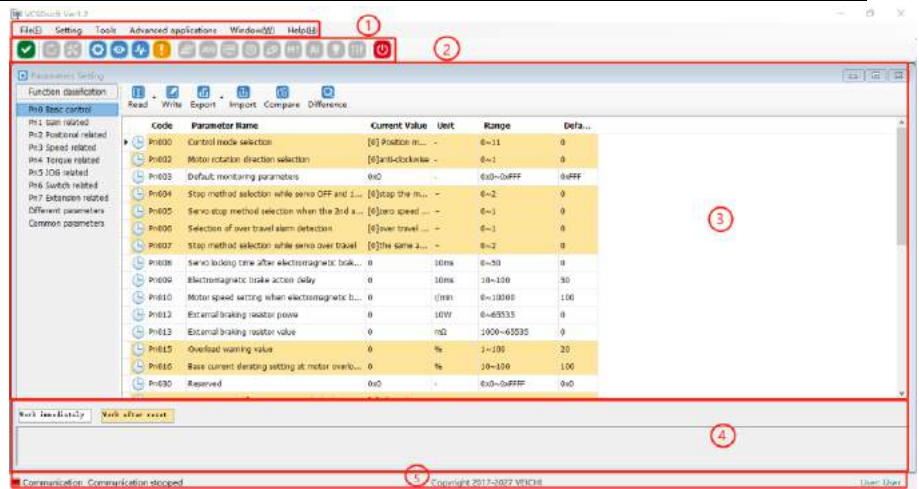 VCSDsoft Ver1.2
File(F) Setting Tools Advanced applications Window(W) Help(H)
1
2
Parameters Setting
Function classification
Pn0 Basic control
Pn1 Gain related
Pn2 Positional related
Pn3 Speed related
Pn4 Torque related
Pn5 JOG related
Pn6 Switch related
Pn7 Extension related
Different parameters
Common parameters
Read Write Export Import Compare Difference
Code Parameter Name Current Value Unit Range Defa...
Pn000 Control mode selection [0] Position m... - 0~11 0
Pn002 Motor rotation direction selection [0]anti-clockwise - 0~1 0
Pn003 Default monitoring parameters 0x0 - 0x0~0xFFF 0xFFF
Pn004 Stop method selection while servo OFF and 1... [0]stop the m... - 0~2 0
Pn005 Servo stop method selection when the 2nd a... [0]zero speed ... - 0~1 0
Pn006 Selection of over travel alarm detection [0]over travel ... - 0~1 0
Pn007 Stop method selection while servo over travel [0]the same a... - 0~2 0
Pn008 Servo locking time after electromagnetic brak... 0 10ms 0~50 0
Pn009 Electromagnetic brake action delay 0 10ms 10~100 50
Pn010 Motor speed setting when electromagnetic b... 0 r/min 0~10000 100
Pn012 External braking resistor powe 0 10W 0~65535 0
Pn013 External braking resistor value 0 mΩ 1000~65535 0
Pn015 Overload warning value 0 % 1~100 20
Pn016 Base current derating setting at motor overlo... 0 % 10~100 100
Pn030 Reserved 0x0 - 0x0~0xFFFF 0x0
3
Work immediately Work after reset
4
5
Communication Communication stopped Copyright 2017-2027 VEICHI User: User